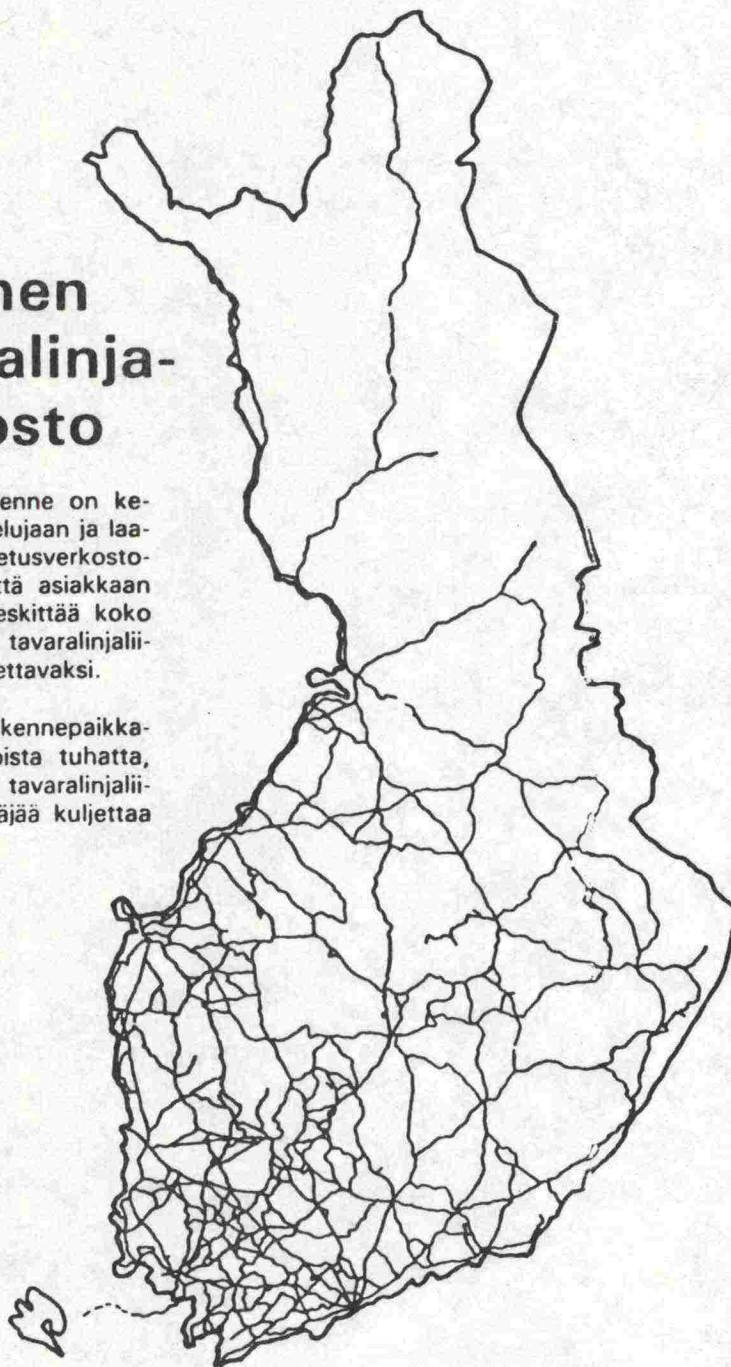 nen
alinja-
osto
enne on ke-
elujaan ja laa-
etusverkosto-
ttä asiakkaan
eskittää koko
tavaralinjalii-
ettavaksi.
kennepaikka-
oista tuhatta,
tavaralinjalii-
äjää kuljettaa